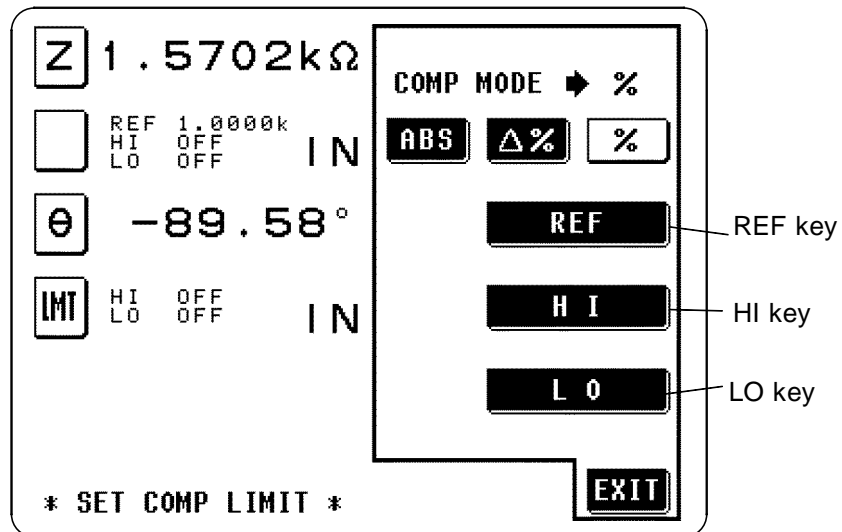 Z 1.5702kΩ
REF 1.0000k
HI OFF
LO OFF
IN
θ -89.58°
LMT HI OFF
LO OFF
IN
* SET COMP LIMIT *
COMP MODE ➧ %
ABS Δ% %
REF
HI
LO
EXIT
REF key
HI key
LO key